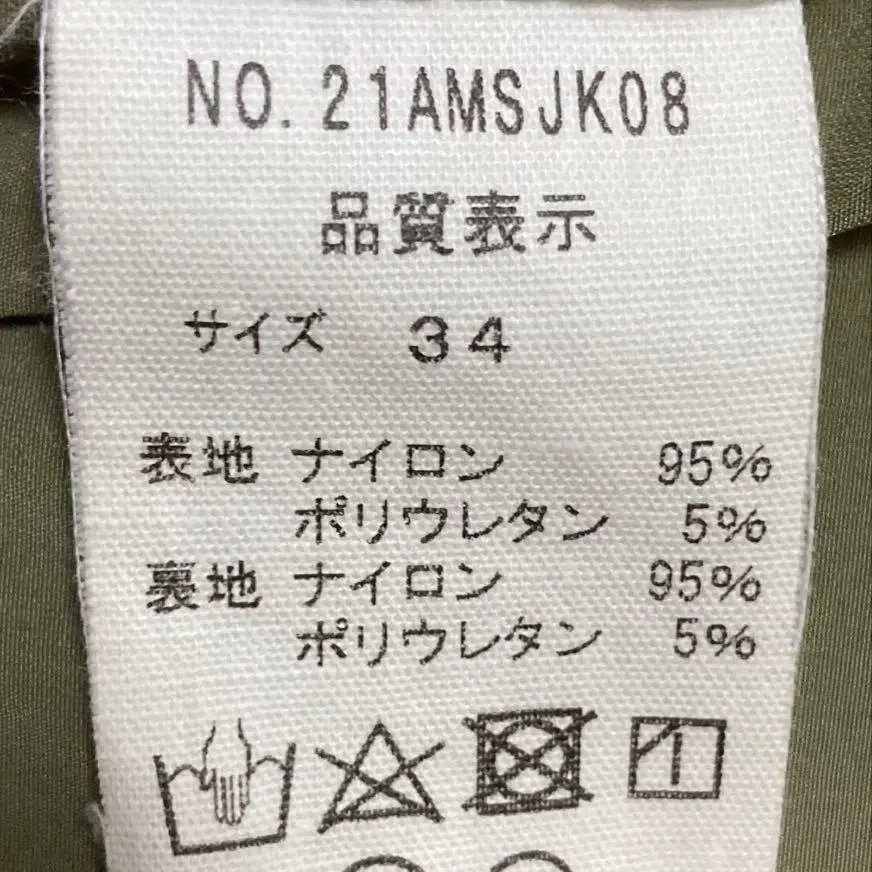 NO. 21AMSJK08
品質表示
サイズ 34
表地 ナイロン 95%
ポリウレタン 5%
裏地 ナイロン 95%
ポリウレタン 5%